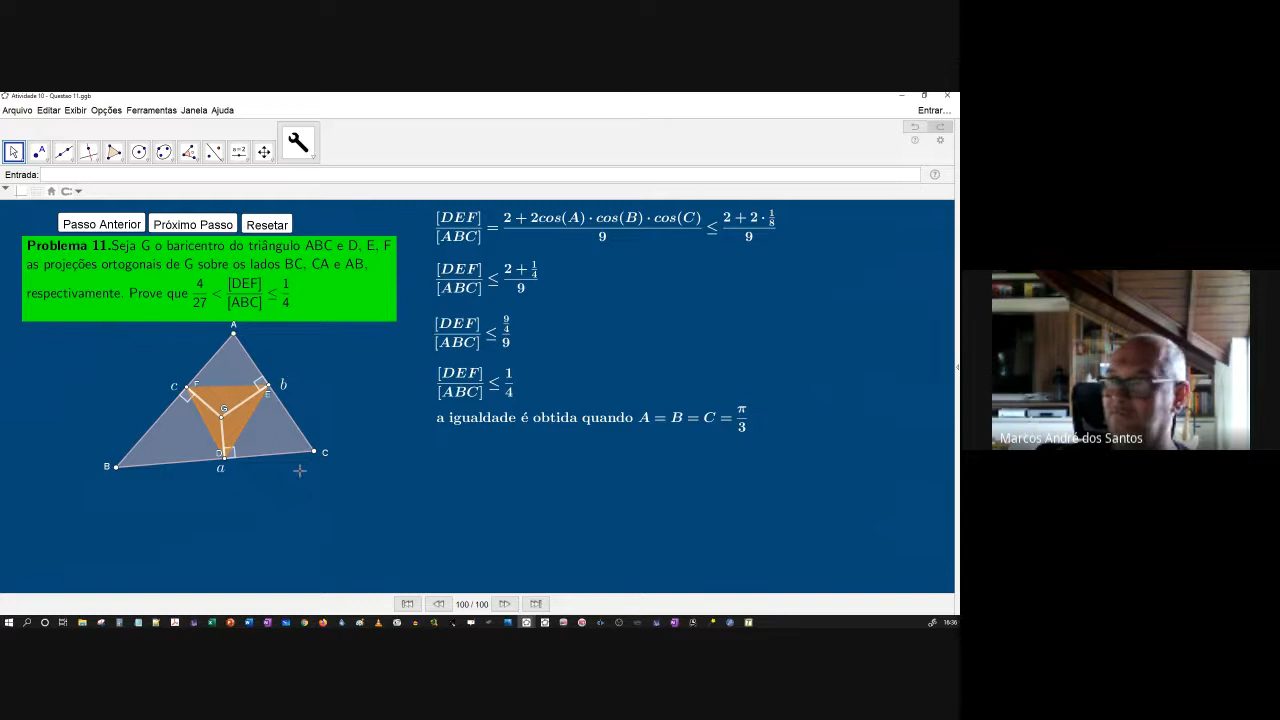 Atividade 10 - Questao 11.ggb
Arquivo Editar Exibir Opções Ferramentas Janela Ajuda
Entrar...
a=2
Entrada:
Passo Anterior Próximo Passo Resetar
Problema 11.Seja G o baricentro do triângulo ABC e D, E, F
as projeções ortogonais de G sobre os lados BC, CA e AB,
respectivamente. Prove que 4/27 < [DEF]/[ABC] ≤ 1/4
A
c F b
E
G
D
B a C
[DEF]/[ABC] = (2 + 2cos(A) · cos(B) · cos(C))/9 ≤ (2 + 2 · 1/8)/9
[DEF]/[ABC] ≤ (2 + 1/4)/9
[DEF]/[ABC] ≤ (9/4)/9
[DEF]/[ABC] ≤ 1/4
a igualdade é obtida quando A = B = C = π/3
Marcos André dos Santos
100 / 100
16:36